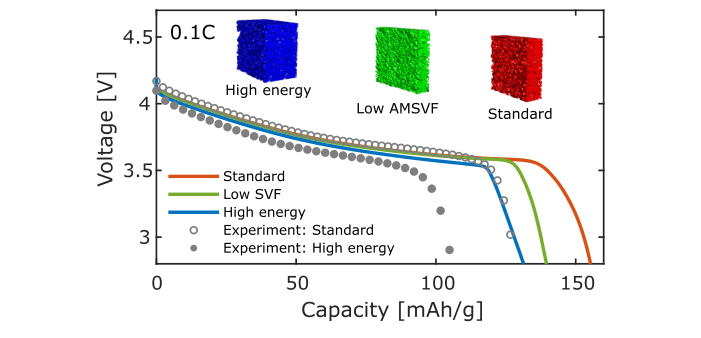 0.1C
High energy
Low AMSVF
Standard
Voltage [V]
4.5
4
3.5
3
Standard
Low SVF
High energy
Experiment: Standard
Experiment: High energy
0
50
100
150
Capacity [mAh/g]